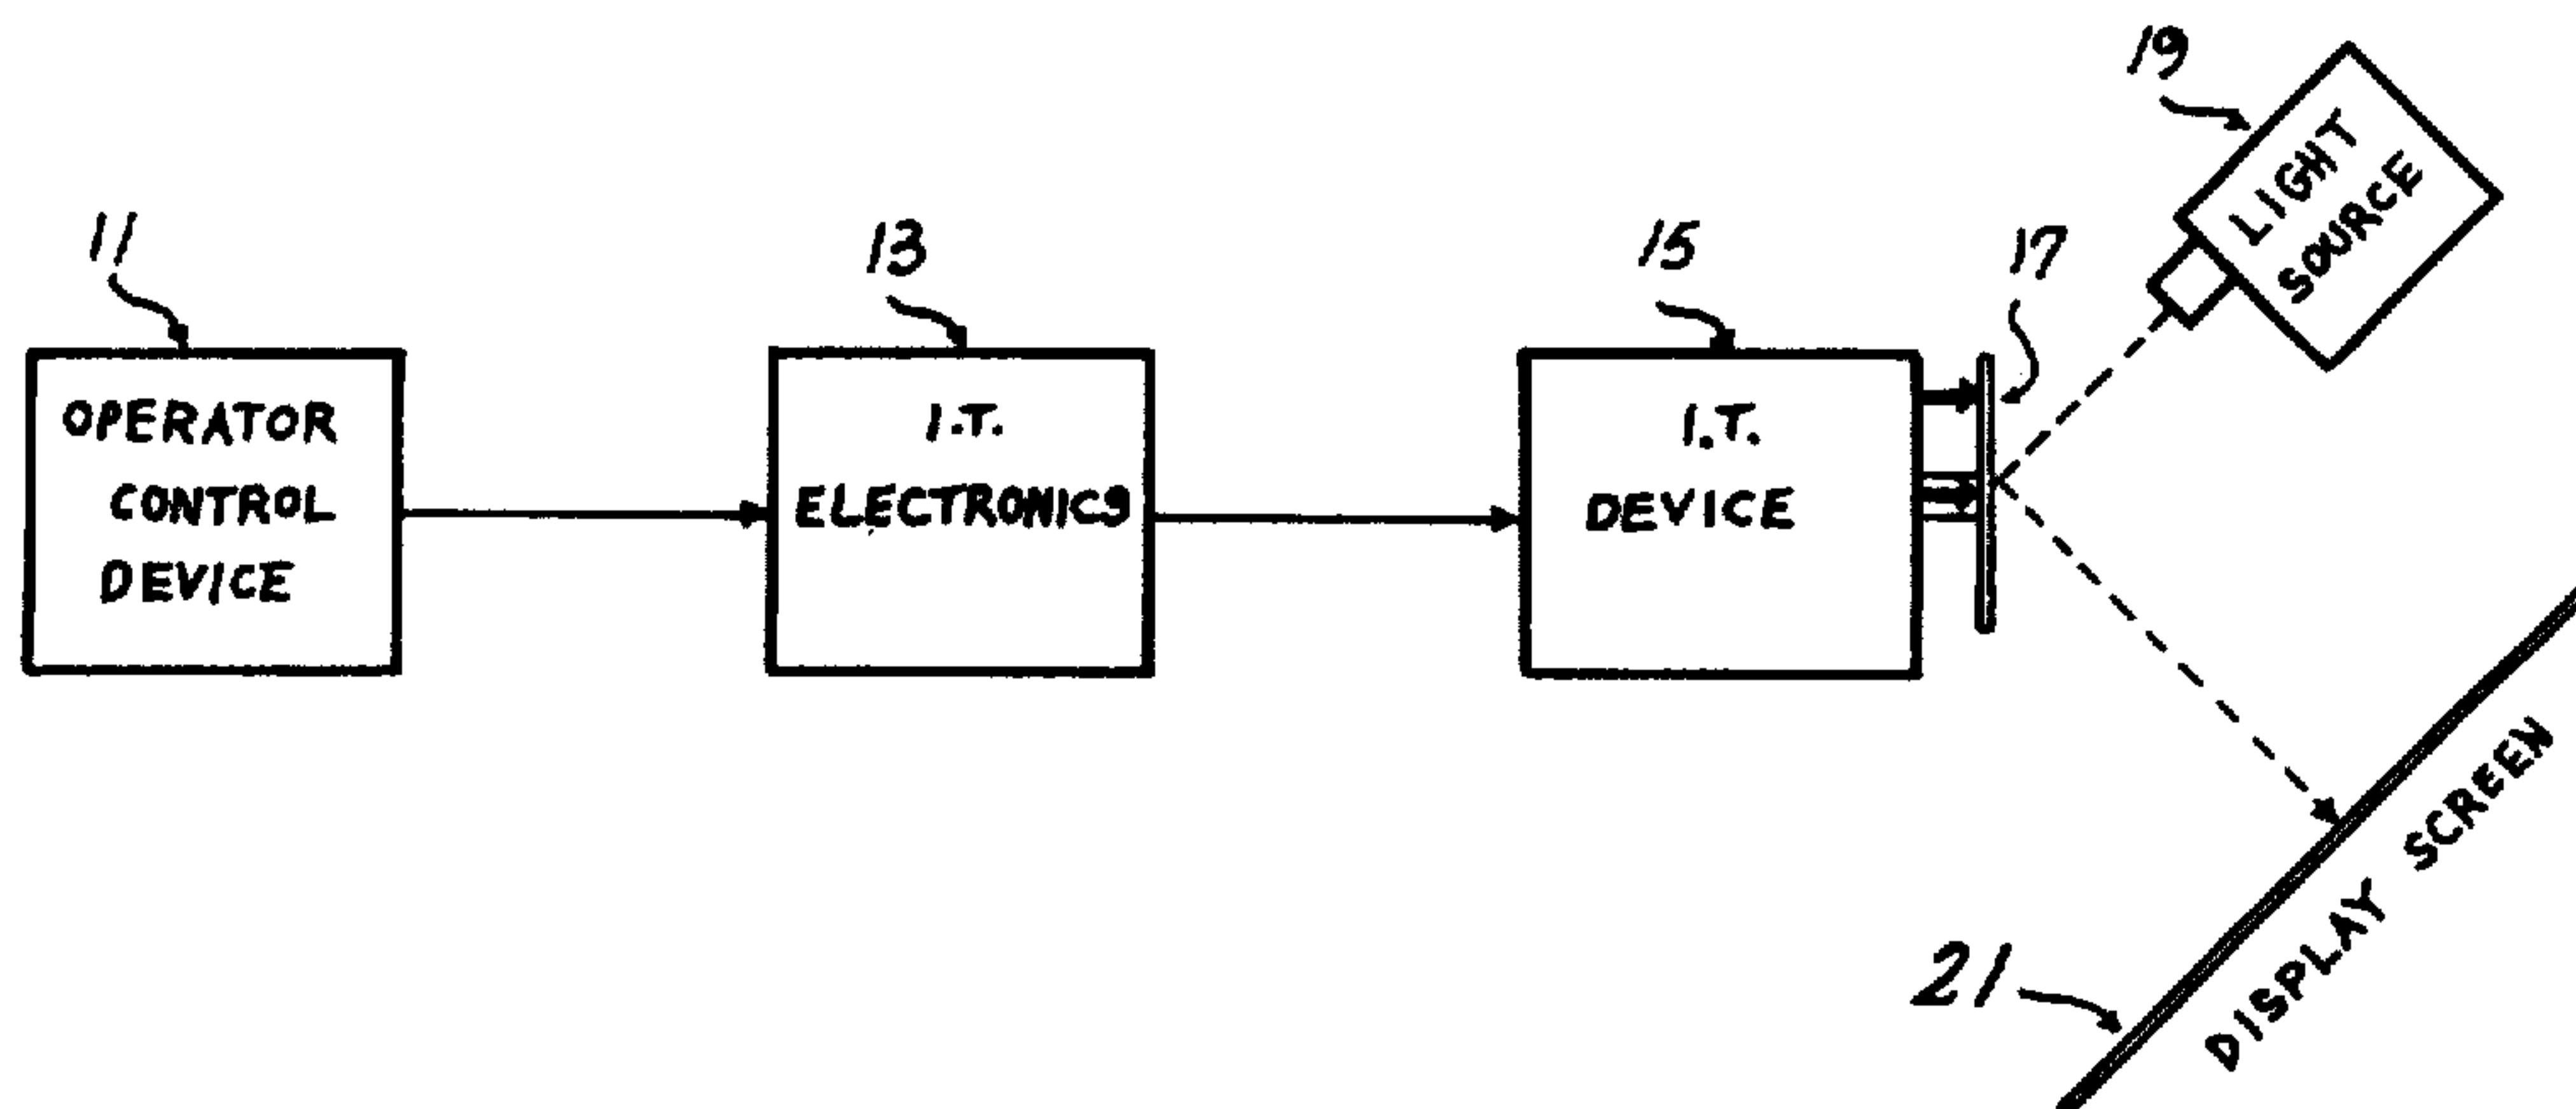 11
OPERATOR
CONTROL
DEVICE
13
I.T.
ELECTRONICS
15
I.T.
DEVICE
17
19
LIGHT
SOURCE
21
DISPLAY SCREEN